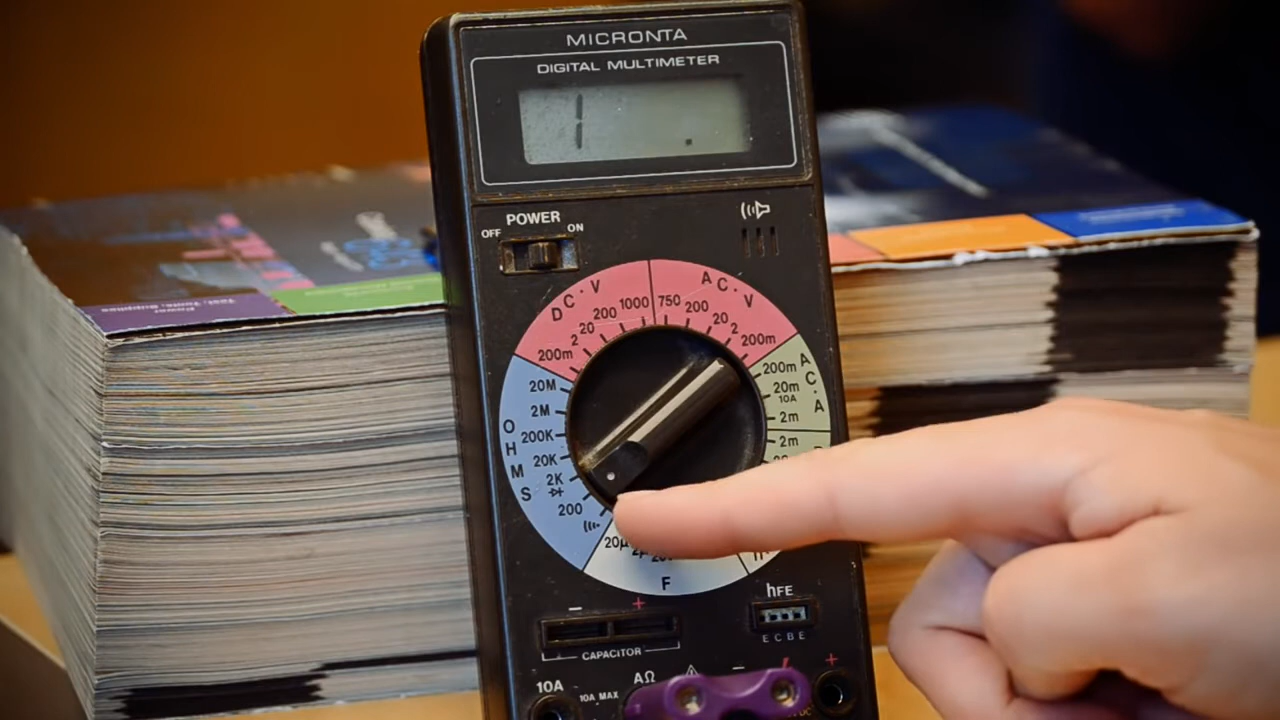 MICRONTA
DIGITAL MULTIMETER
1 .
POWER
OFF ON
DC·V
AC·V
200m 2 20 200 1000
750 200 20 2 200m
OHMS
20M
2M
200K
20K
2K
200
ACA
200m
20m
10A
2m
2m
20µ
F
hFE
− +
CAPACITOR
E C B E
10A
10A MAX
AΩ
− +